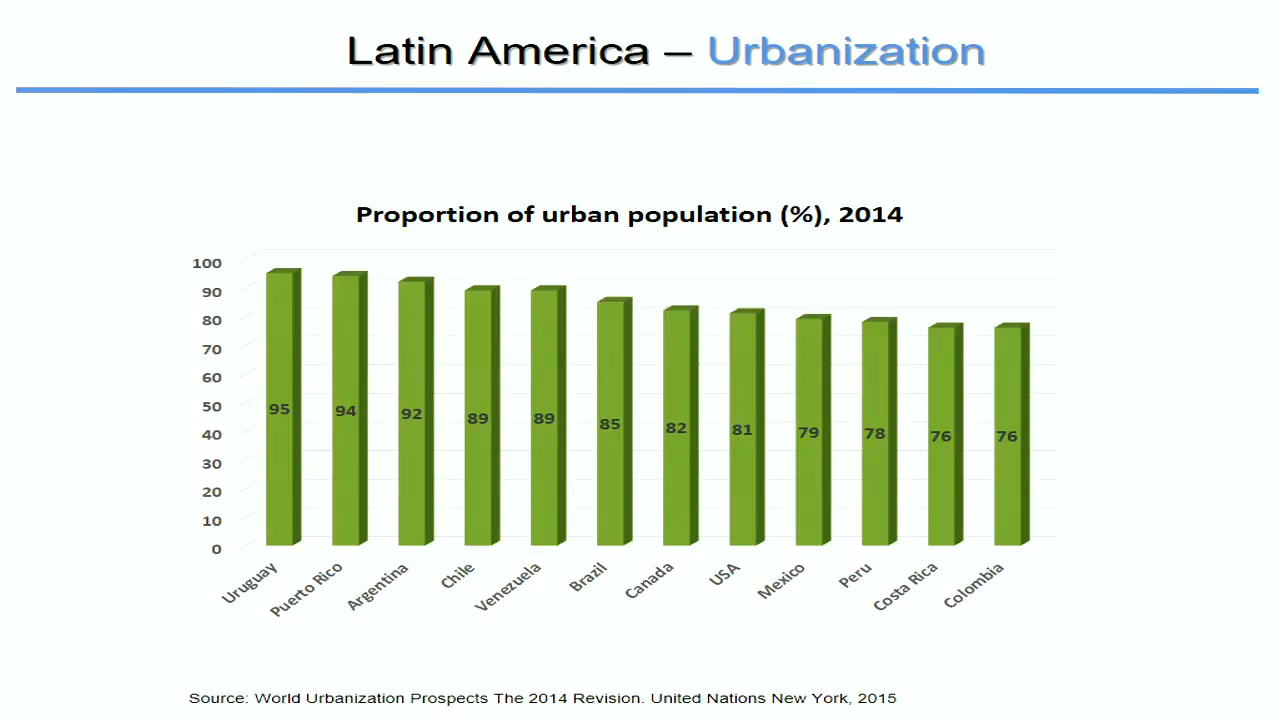 Latin America – Urbanization
Proportion of urban population (%), 2014
100
90
80
70
60
50
40
30
20
10
0
95
94
92
89
89
85
82
81
79
78
76
76
Uruguay
Puerto Rico
Argentina
Chile
Venezuela
Brazil
Canada
USA
Mexico
Peru
Costa Rica
Colombia
Source: World Urbanization Prospects The 2014 Revision. United Nations New York, 2015